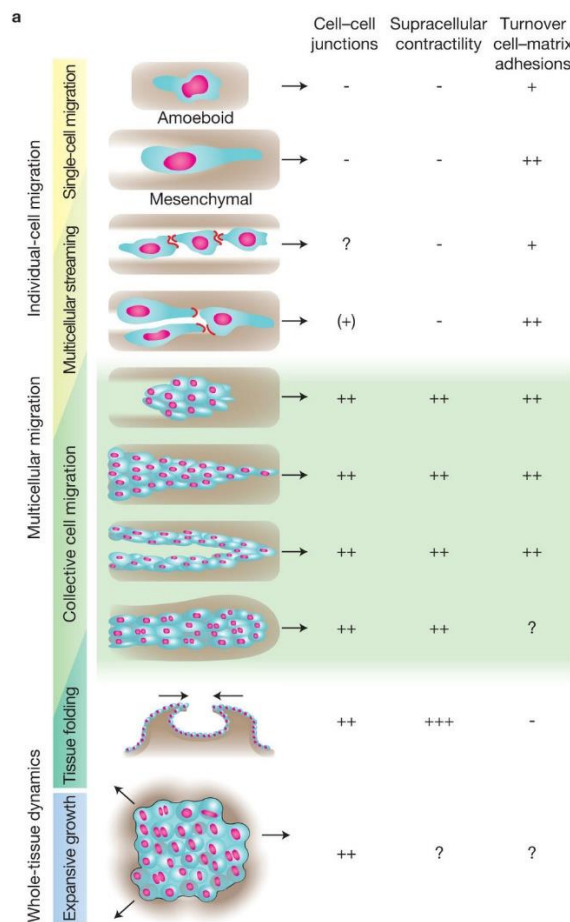 a
Cell–cell junctions
Supracellular contractility
Turnover cell–matrix adhesions
Individual-cell migration
Multicellular migration
Whole-tissue dynamics
Single-cell migration
Multicellular streaming
Collective cell migration
Tissue folding
Expansive growth
- - +
Amoeboid
- - ++
Mesenchymal
? - +
(+) - ++
++ ++ ++
++ ++ ++
++ ++ ++
++ ++ ?
++ +++ -
++ ? ?